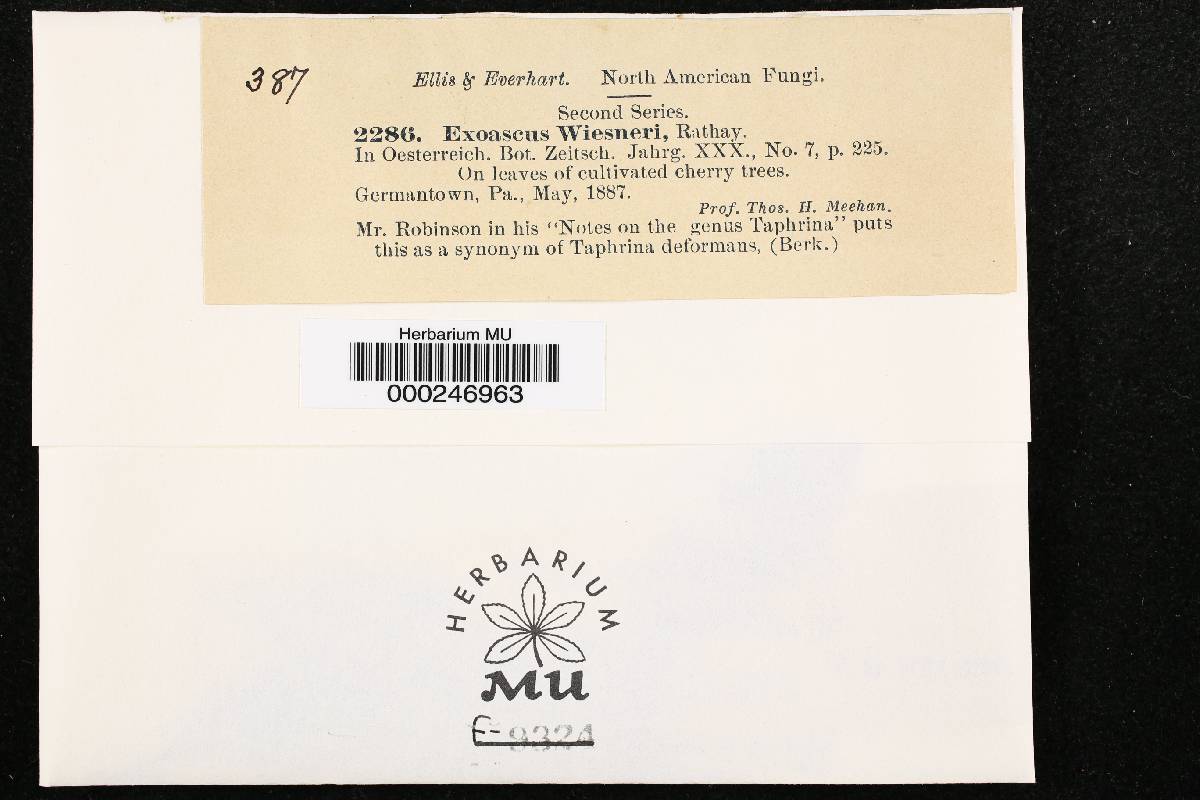 387
Ellis & Everhart. North American Fungi.
Second Series.
2286. Exoascus Wiesneri, Rathay.
In Oesterreich. Bot. Zeitsch. Jahrg. XXX., No. 7, p. 225.
On leaves of cultivated cherry trees.
Germantown, Pa., May, 1887.
Prof. Thos. H. Meehan.
Mr. Robinson in his "Notes on the genus Taphrina" puts
this as a synonym of Taphrina deformans, (Berk.)
Herbarium MU
000246963
HERBARIUM
MU
F-9324